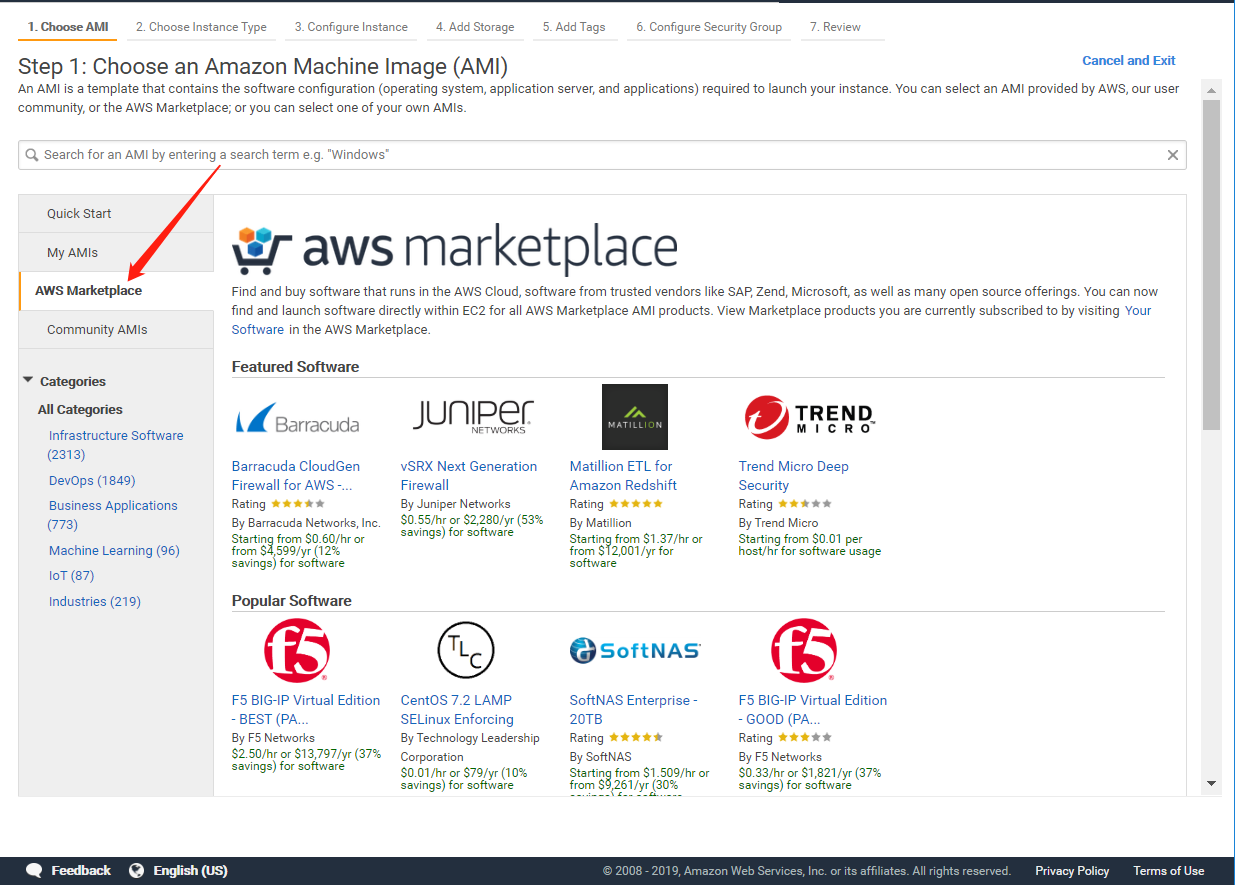 1. Choose AMI 2. Choose Instance Type 3. Configure Instance 4. Add Storage 5. Add Tags 6. Configure Security Group 7. Review
Step 1: Choose an Amazon Machine Image (AMI)
Cancel and Exit
An AMI is a template that contains the software configuration (operating system, application server, and applications) required to launch your instance. You can select an AMI provided by AWS, our user
community, or the AWS Marketplace; or you can select one of your own AMIs.
Search for an AMI by entering a search term e.g. "Windows"
Quick Start
My AMIs
AWS Marketplace
Community AMIs
Categories
All Categories
Infrastructure Software
(2313)
DevOps (1849)
Business Applications
(773)
Machine Learning (96)
IoT (87)
Industries (219)
aws marketplace
Find and buy software that runs in the AWS Cloud, software from trusted vendors like SAP, Zend, Microsoft, as well as many open source offerings. You can now
find and launch software directly within EC2 for all AWS Marketplace AMI products. View Marketplace products you are currently subscribed to by visiting Your
Software in the AWS Marketplace.
Featured Software
Barracuda
Barracuda CloudGen
Firewall for AWS -...
Rating
By Barracuda Networks, Inc.
Starting from $0.60/hr or
from $4,599/yr (12%
savings) for software
JUNIPER
NETWORKS
vSRX Next Generation
Firewall
By Juniper Networks
$0.55/hr or $2,280/yr (53%
savings) for software
MATILLION
Matillion ETL for
Amazon Redshift
Rating
By Matillion
Starting from $1.37/hr or
from $12,001/yr for
software
TREND
MICRO
Trend Micro Deep
Security
Rating
By Trend Micro
Starting from $0.01 per
host/hr for software usage
Popular Software
f5
F5 BIG-IP Virtual Edition
- BEST (PA...
By F5 Networks
$2.50/hr or $13,797/yr (37%
savings) for software
TLC
CentOS 7.2 LAMP
SELinux Enforcing
By Technology Leadership
Corporation
$0.01/hr or $79/yr (10%
savings) for software
SoftNAS
SoftNAS Enterprise -
20TB
Rating
By SoftNAS
Starting from $1.509/hr or
from $9,261/yr (30%
savings) for software
f5
F5 BIG-IP Virtual Edition
- GOOD (PA...
Rating
By F5 Networks
$0.33/hr or $1,821/yr (37%
savings) for software
Feedback English (US) © 2008 - 2019, Amazon Web Services, Inc. or its affiliates. All rights reserved. Privacy Policy Terms of Use